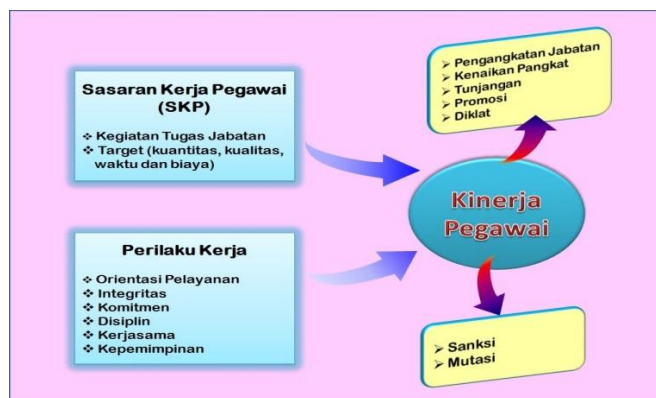 Sasaran Kerja Pegawai
(SKP)
❖ Kegiatan Tugas Jabatan
❖ Target (kuantitas, kualitas,
waktu dan biaya)
Perilaku Kerja
❖ Orientasi Pelayanan
❖ Integritas
❖ Komitmen
❖ Disiplin
❖ Kerjasama
❖ Kepemimpinan
Kinerja
Pegawai
➢ Pengangkatan Jabatan
➢ Kenaikan Pangkat
➢ Tunjangan
➢ Promosi
➢ Diklat
➢ Sanksi
➢ Mutasi